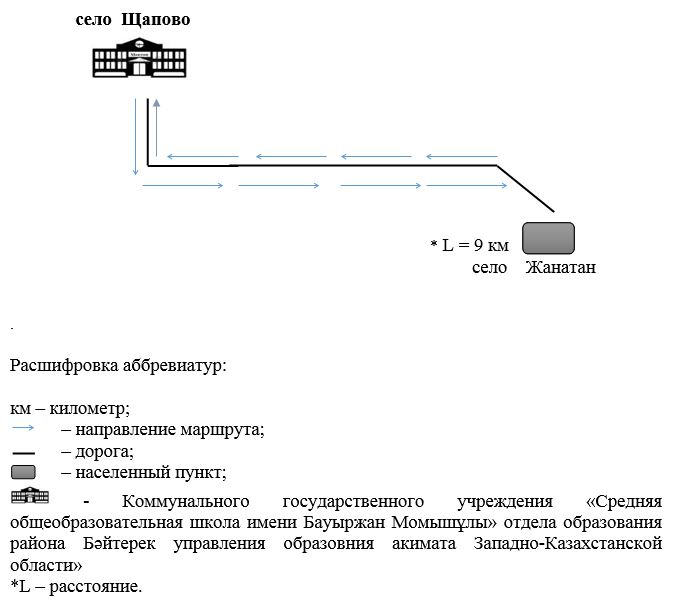 село Щапово
* L = 9 км
село Жанатан
.
Расшифровка аббревиатур:
км – километр;
– направление маршрута;
– дорога;
– населенный пункт;
- Коммунального государственного учреждения «Средняя
общеобразовательная школа имени Бауыржан Момышұлы» отдела образования
района Бәйтерек управления образовния акимата Западно-Казахстанской
области»
*L – расстояние.